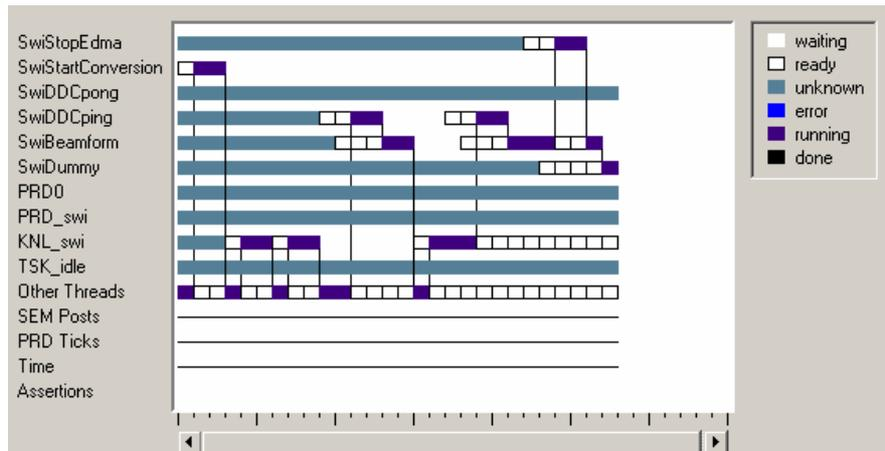 SwiStopEdma
SwiStartConversion
SwiDDCpong
SwiDDCping
SwiBeamform
SwiDummy
PRD0
PRD_swi
KNL_swi
TSK_idle
Other Threads
SEM Posts
PRD Ticks
Time
Assertions
waiting
ready
unknown
error
running
done